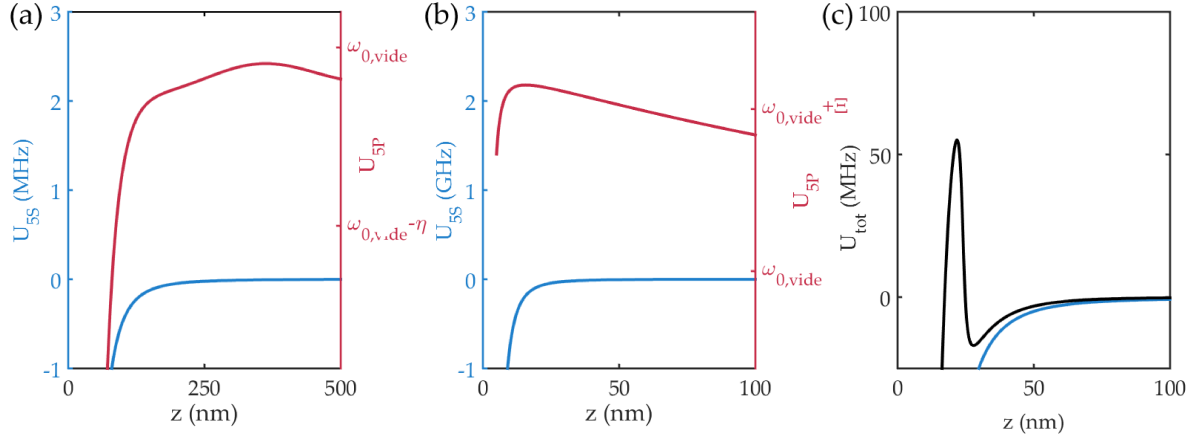 (a)
3
2
1
0
-1
U5S (MHz)
ω0,vide
ω0,vide-η
U5P
0
250
500
z (nm)
(b)
3
2
1
0
-1
U5S (GHz)
ω0,vide+
ω0,vide
U5P
0
50
100
z (nm)
(c)
100
50
0
Utot (MHz)
0
50
100
z (nm)